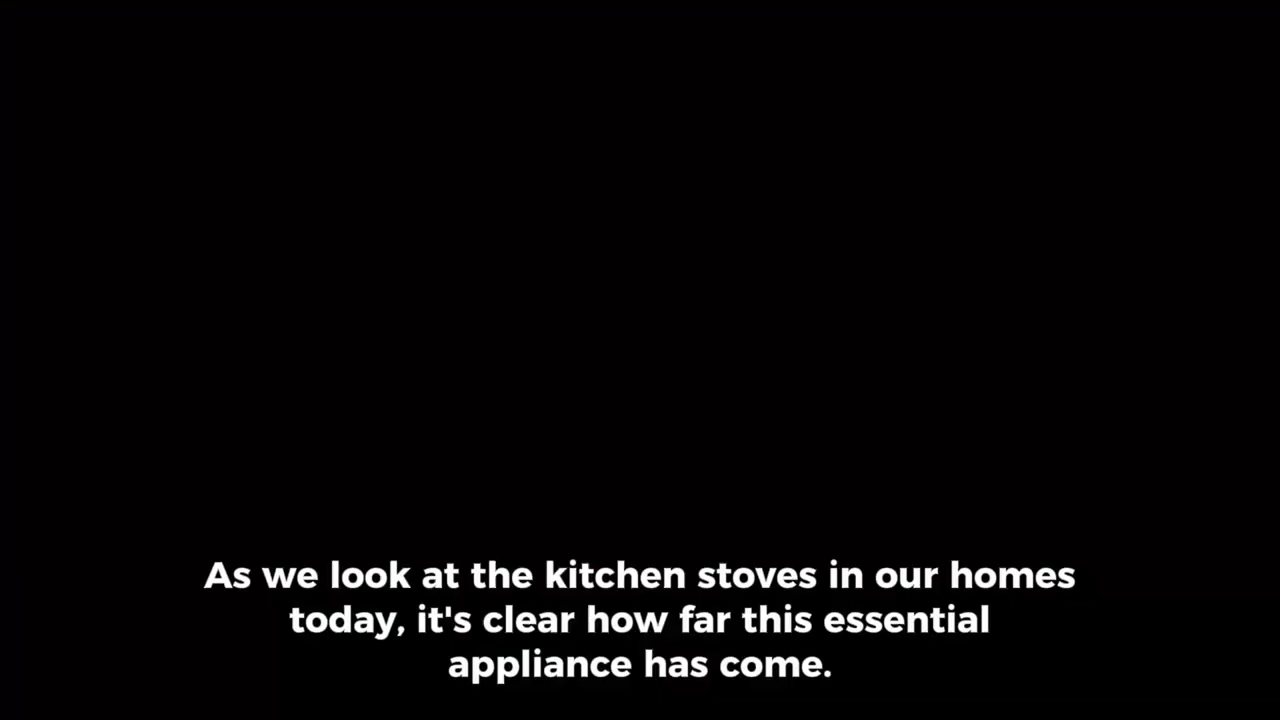 As we look at the kitchen stoves in our homes
today, it's clear how far this essential
appliance has come.